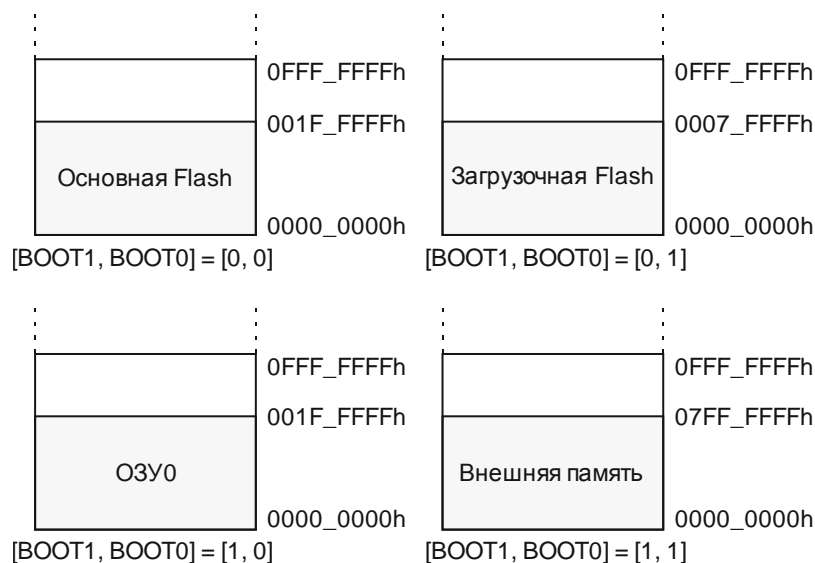 0FFF_FFFFh
001F_FFFFh
Основная Flash
0000_0000h
[BOOT1, BOOT0] = [0, 0]
0FFF_FFFFh
0007_FFFFh
Загрузочная Flash
0000_0000h
[BOOT1, BOOT0] = [0, 1]
0FFF_FFFFh
001F_FFFFh
ОЗУ0
0000_0000h
[BOOT1, BOOT0] = [1, 0]
0FFF_FFFFh
07FF_FFFFh
Внешняя память
0000_0000h
[BOOT1, BOOT0] = [1, 1]